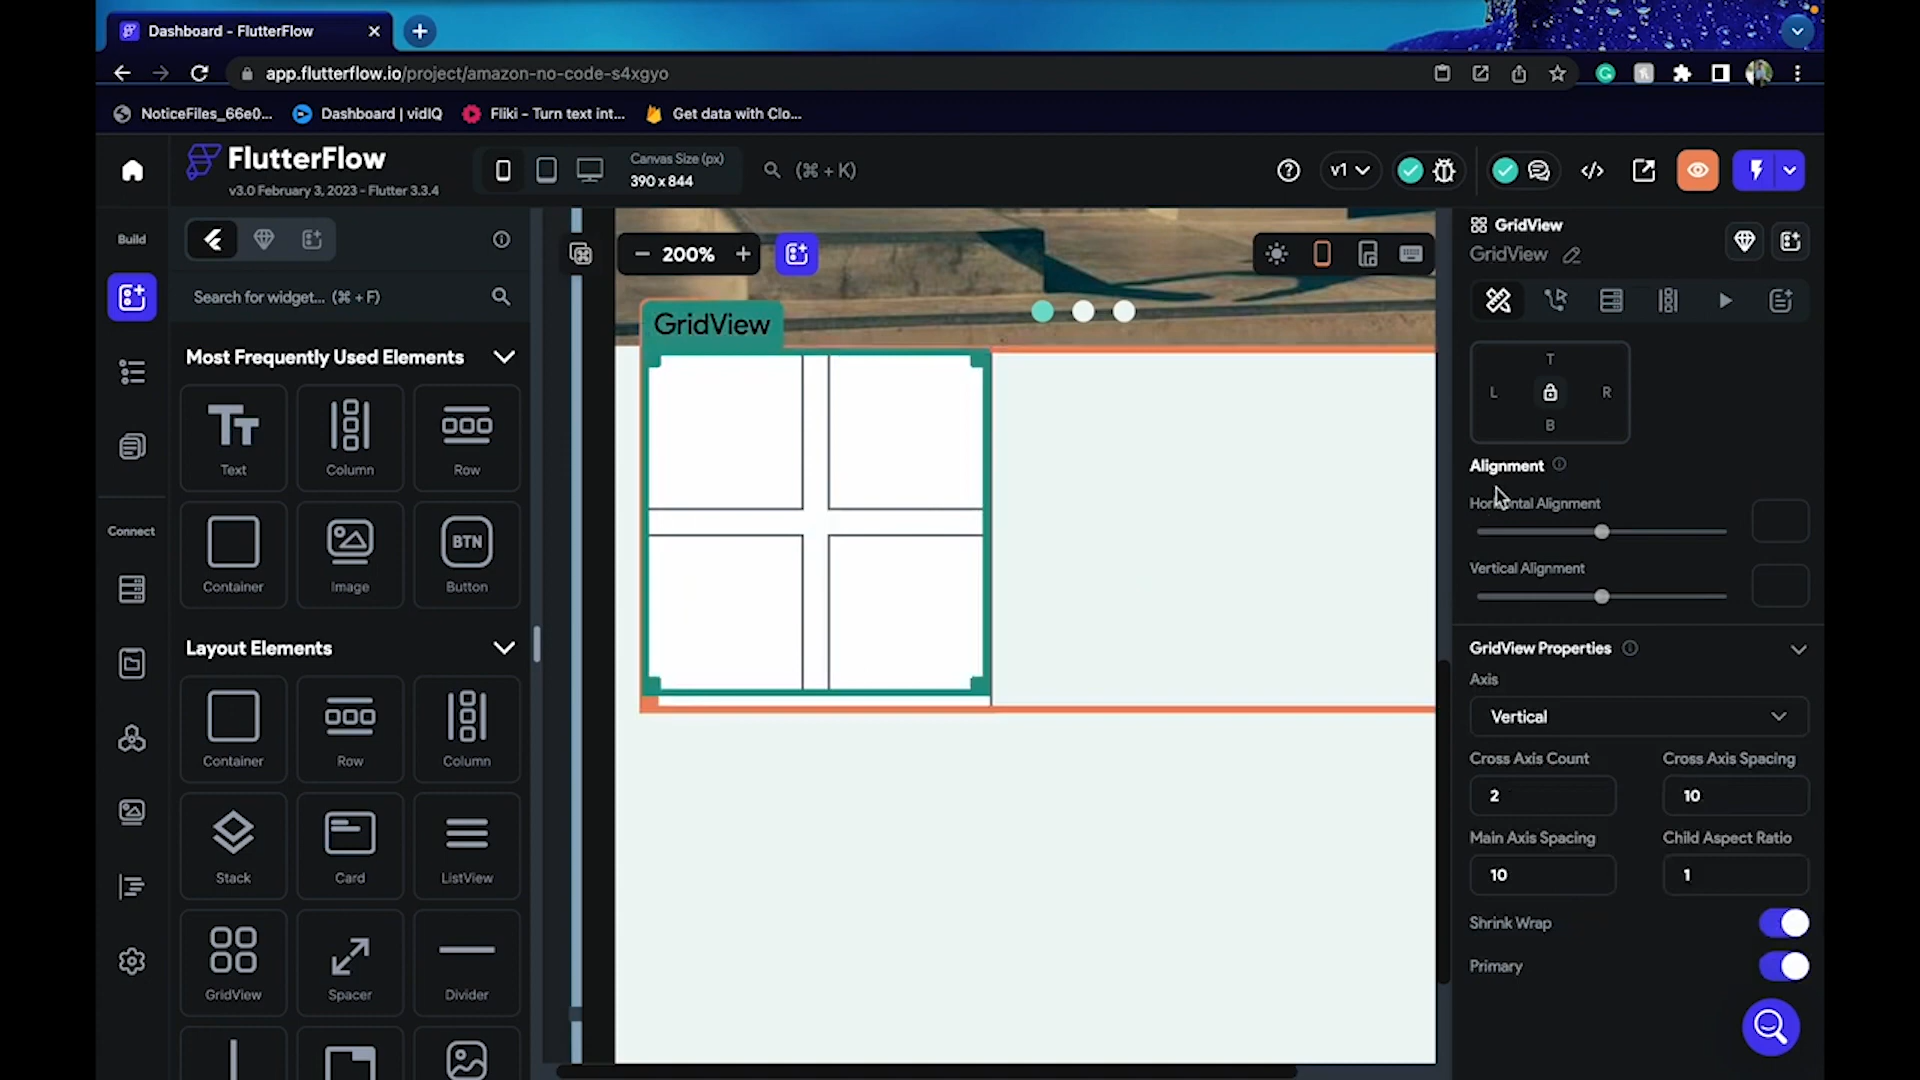 Dashboard - FlutterFlow
app.flutterflow.io/project/amazon-no-code-s4xgyo
NoticeFiles_66e0...
Dashboard | vidIQ
Fliki - Turn text int...
Get data with Clo...
FlutterFlow
v3.0 February 3, 2023 - Flutter 3.3.4
Canvas Size (px)
390 x 844
(⌘ + K)
v1
Build
Search for widget... (⌘ + F)
Most Frequently Used Elements
Text
Column
Row
Container
Image
BTN
Button
Connect
Layout Elements
Container
Row
Column
Stack
Card
ListView
GridView
Spacer
Divider
200%
GridView
GridView
GridView
T
L
R
B
Alignment
Horizontal Alignment
Vertical Alignment
GridView Properties
Axis
Vertical
Cross Axis Count
Cross Axis Spacing
2
10
Main Axis Spacing
Child Aspect Ratio
10
1
Shrink Wrap
Primary